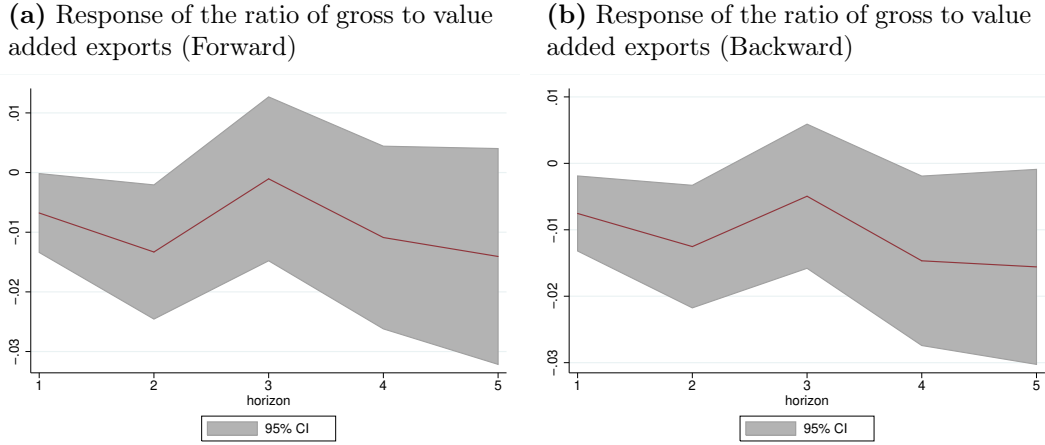 (a) Response of the ratio of gross to value
added exports (Forward)
.01
0
-.01
-.02
-.03
1 2 3 4 5
horizon
95% CI
(b) Response of the ratio of gross to value
added exports (Backward)
.01
0
-.01
-.02
-.03
1 2 3 4 5
horizon
95% CI